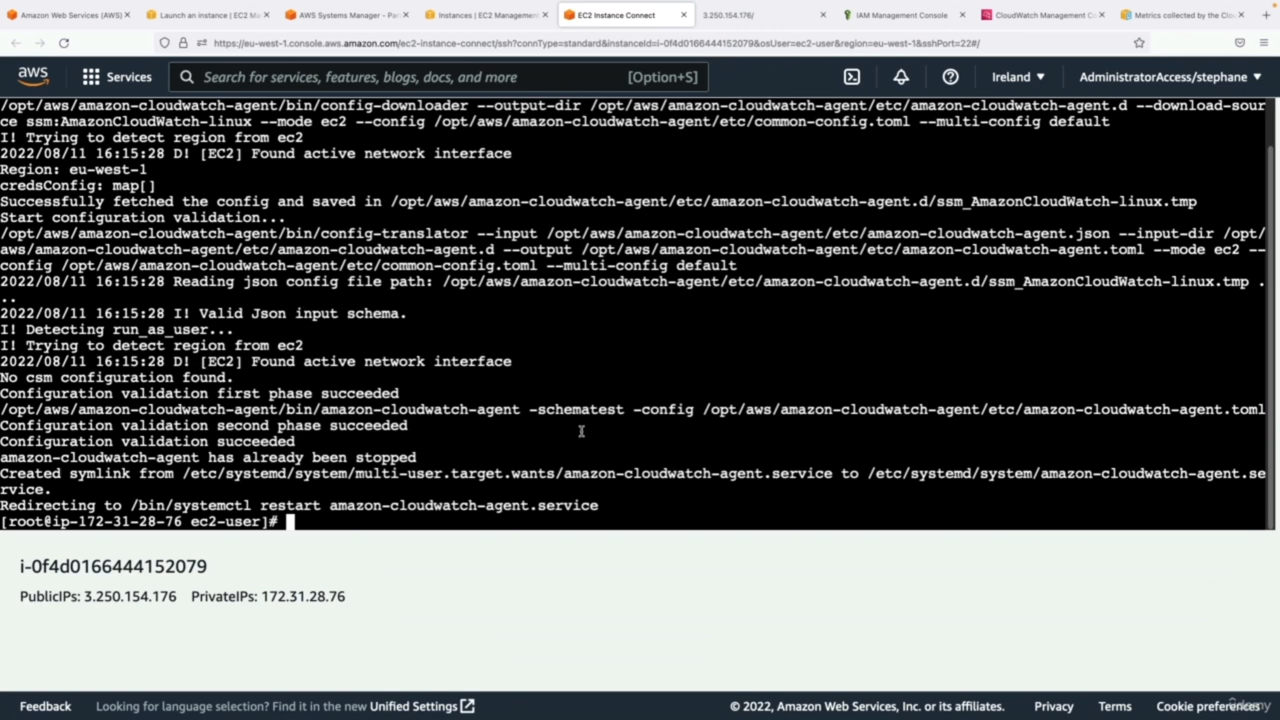 Amazon Web Services (AWS)
Launch an instance | EC2 Ma
AWS Systems Manager - Par
Instances | EC2 Management
EC2 Instance Connect
3.250.154.176/
IAM Management Console
CloudWatch Management Co
Metrics collected by the Clou
https://eu-west-1.console.aws.amazon.com/ec2-instance-connect/ssh?connType=standard&instanceId=i-0f4d0166444152079&osUser=ec2-user&region=eu-west-1&sshPort=22#/
aws Services Search for services, features, blogs, docs, and more [Option+S] Ireland AdministratorAccess/stephane
/opt/aws/amazon-cloudwatch-agent/bin/config-downloader --output-dir /opt/aws/amazon-cloudwatch-agent/etc/amazon-cloudwatch-agent.d --download-sour
ce ssm:AmazonCloudWatch-linux --mode ec2 --config /opt/aws/amazon-cloudwatch-agent/etc/common-config.toml --multi-config default
I! Trying to detect region from ec2
2022/08/11 16:15:28 D! [EC2] Found active network interface
Region: eu-west-1
credsConfig: map[]
Successfully fetched the config and saved in /opt/aws/amazon-cloudwatch-agent/etc/amazon-cloudwatch-agent.d/ssm_AmazonCloudWatch-linux.tmp
Start configuration validation...
/opt/aws/amazon-cloudwatch-agent/bin/config-translator --input /opt/aws/amazon-cloudwatch-agent/etc/amazon-cloudwatch-agent.json --input-dir /opt/
aws/amazon-cloudwatch-agent/etc/amazon-cloudwatch-agent.d --output /opt/aws/amazon-cloudwatch-agent/etc/amazon-cloudwatch-agent.toml --mode ec2 --
config /opt/aws/amazon-cloudwatch-agent/etc/common-config.toml --multi-config default
2022/08/11 16:15:28 Reading json config file path: /opt/aws/amazon-cloudwatch-agent/etc/amazon-cloudwatch-agent.d/ssm_AmazonCloudWatch-linux.tmp .
..
2022/08/11 16:15:28 I! Valid Json input schema.
I! Detecting run_as_user...
I! Trying to detect region from ec2
2022/08/11 16:15:28 D! [EC2] Found active network interface
No csm configuration found.
Configuration validation first phase succeeded
/opt/aws/amazon-cloudwatch-agent/bin/amazon-cloudwatch-agent -schematest -config /opt/aws/amazon-cloudwatch-agent/etc/amazon-cloudwatch-agent.toml
Configuration validation second phase succeeded
Configuration validation succeeded
amazon-cloudwatch-agent has already been stopped
Created symlink from /etc/systemd/system/multi-user.target.wants/amazon-cloudwatch-agent.service to /etc/systemd/system/amazon-cloudwatch-agent.se
rvice.
Redirecting to /bin/systemctl restart amazon-cloudwatch-agent.service
[root@ip-172-31-28-76 ec2-user]#
i-0f4d0166444152079
PublicIPs: 3.250.154.176 PrivateIPs: 172.31.28.76
Feedback Looking for language selection? Find it in the new Unified Settings © 2022, Amazon Web Services, Inc. or its affiliates. Privacy Terms Cookie preferences
Udemy